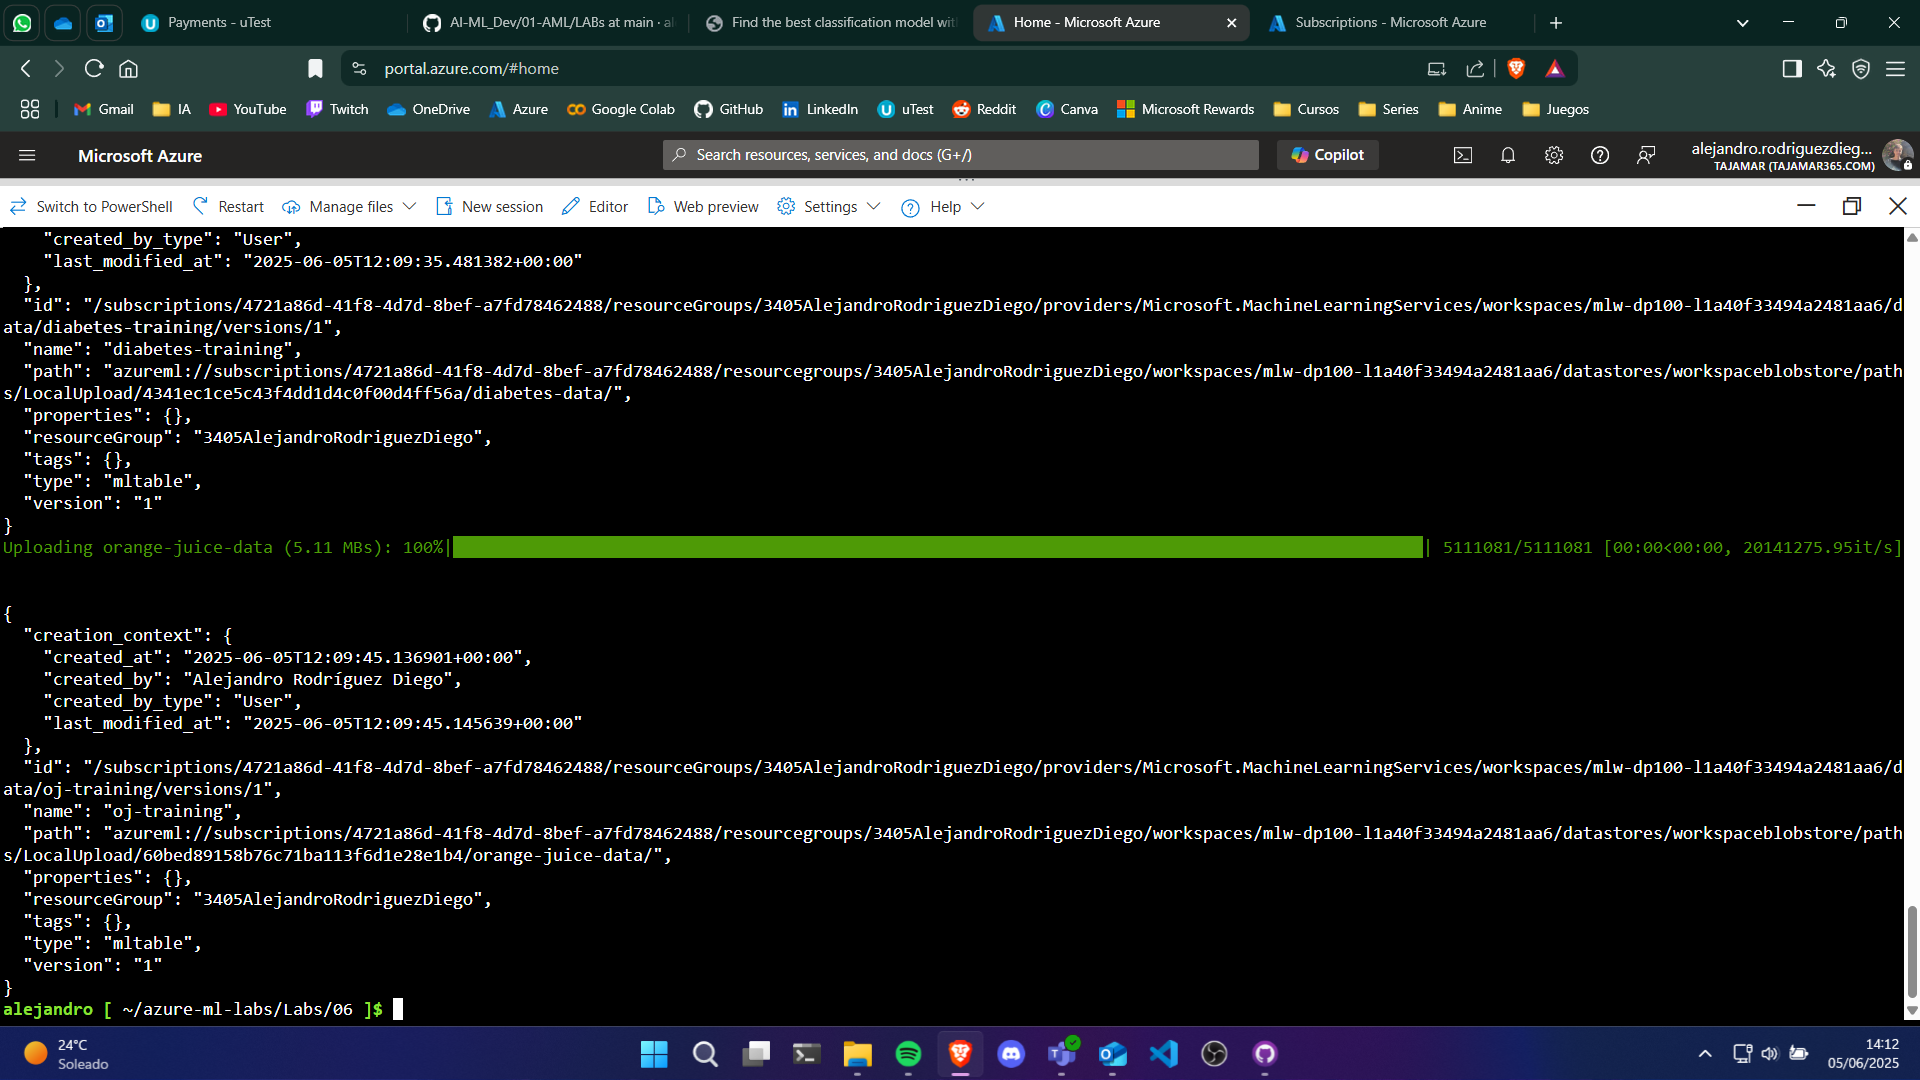 Payments - uTest
AI-ML_Dev/01-AML/LABs at main · al
Find the best classification model wit
Home - Microsoft Azure
Subscriptions - Microsoft Azure
portal.azure.com/#home
Gmail
IA
YouTube
Twitch
OneDrive
Azure
Google Colab
GitHub
LinkedIn
uTest
Reddit
Canva
Microsoft Rewards
Cursos
Series
Anime
Juegos
Microsoft Azure
Search resources, services, and docs (G+/)
Copilot
alejandro.rodriguezdieg...
TAJAMAR (TAJAMAR365.COM)
Switch to PowerShell
Restart
Manage files
New session
Editor
Web preview
Settings
Help
"created_by_type": "User",
"last_modified_at": "2025-06-05T12:09:35.481382+00:00"
},
"id": "/subscriptions/4721a86d-41f8-4d7d-8bef-a7fd78462488/resourceGroups/3405AlejandroRodriguezDiego/providers/Microsoft.MachineLearningServices/workspaces/mlw-dp100-l1a40f33494a2481aa6/d
ata/diabetes-training/versions/1",
"name": "diabetes-training",
"path": "azureml://subscriptions/4721a86d-41f8-4d7d-8bef-a7fd78462488/resourcegroups/3405AlejandroRodriguezDiego/workspaces/mlw-dp100-l1a40f33494a2481aa6/datastores/workspaceblobstore/path
s/LocalUpload/4341ec1ce5c43f4dd1d4c0f00d4ff56a/diabetes-data/",
"properties": {},
"resourceGroup": "3405AlejandroRodriguezDiego",
"tags": {},
"type": "mltable",
"version": "1"
}
Uploading orange-juice-data (5.11 MBs): 100%| | 5111081/5111081 [00:00<00:00, 20141275.95it/s]
{
"creation_context": {
"created_at": "2025-06-05T12:09:45.136901+00:00",
"created_by": "Alejandro Rodríguez Diego",
"created_by_type": "User",
"last_modified_at": "2025-06-05T12:09:45.145639+00:00"
},
"id": "/subscriptions/4721a86d-41f8-4d7d-8bef-a7fd78462488/resourceGroups/3405AlejandroRodriguezDiego/providers/Microsoft.MachineLearningServices/workspaces/mlw-dp100-l1a40f33494a2481aa6/d
ata/oj-training/versions/1",
"name": "oj-training",
"path": "azureml://subscriptions/4721a86d-41f8-4d7d-8bef-a7fd78462488/resourcegroups/3405AlejandroRodriguezDiego/workspaces/mlw-dp100-l1a40f33494a2481aa6/datastores/workspaceblobstore/path
s/LocalUpload/60bed89158b76c71ba113f6d1e28e1b4/orange-juice-data/",
"properties": {},
"resourceGroup": "3405AlejandroRodriguezDiego",
"tags": {},
"type": "mltable",
"version": "1"
}
alejandro [ ~/azure-ml-labs/Labs/06 ]$
24°C
Soleado
14:12
05/06/2025